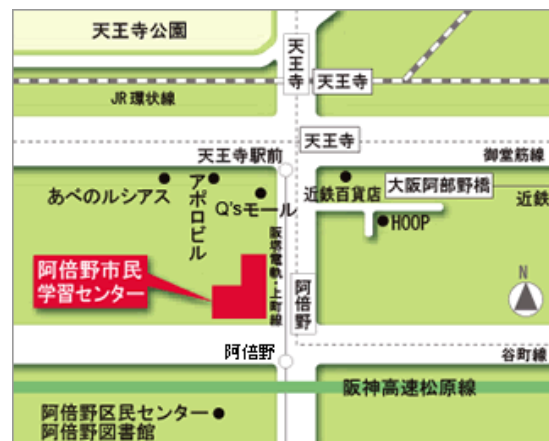 天王寺公園
天王寺
天王寺
JR環状線
天王寺
天王寺駅前
御堂筋線
あべのルシアス
アポロビル
Q'sモール
近鉄百貨店
大阪阿部野橋
近鉄
HOOP
阪堺電軌・上町線
阿倍野市民
学習センター
阿倍野
N
阿倍野
谷町線
阪神高速松原線
阿倍野区民センター
阿倍野図書館